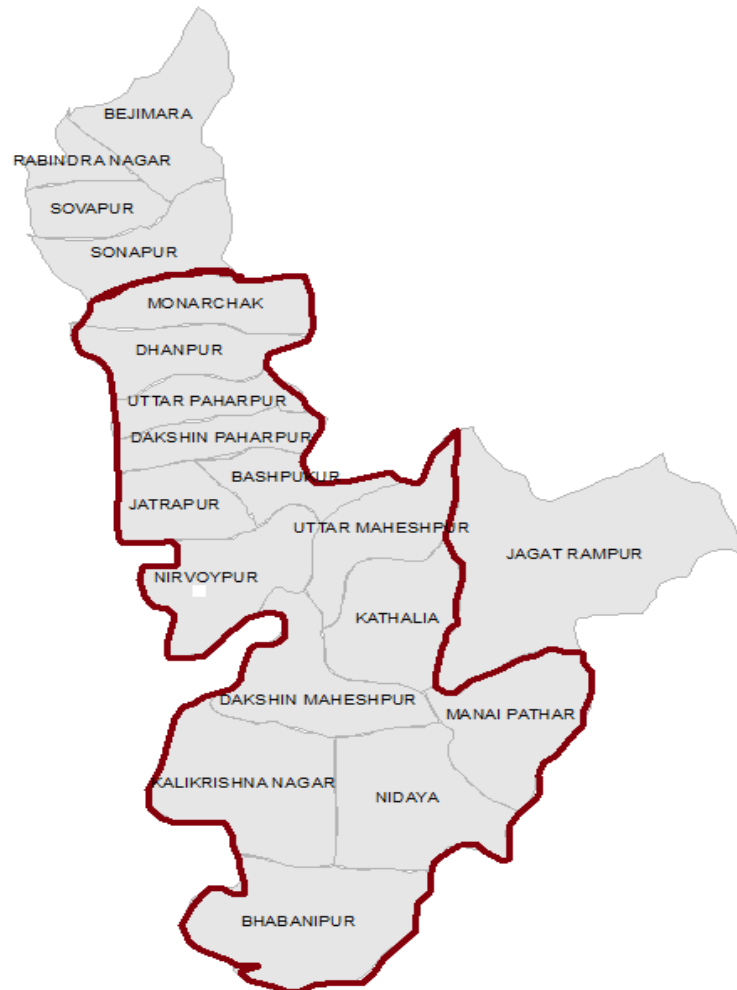 BEJIMARA
RABINDRA NAGAR
SOVAPUR
SONAPUR
MONARCHAK
DHANPUR
UTTAR PAHARPUR
DAKSHIN PAHARPUR
BASHPUKUR
JATRAPUR
UTTAR MAHESHPUR
JAGAT RAMPUR
NIRVOYPUR
KATHALIA
DAKSHIN MAHESHPUR
MANAI PATHAR
KALIKRISHNA NAGAR
NIDAYA
BHABANIPUR